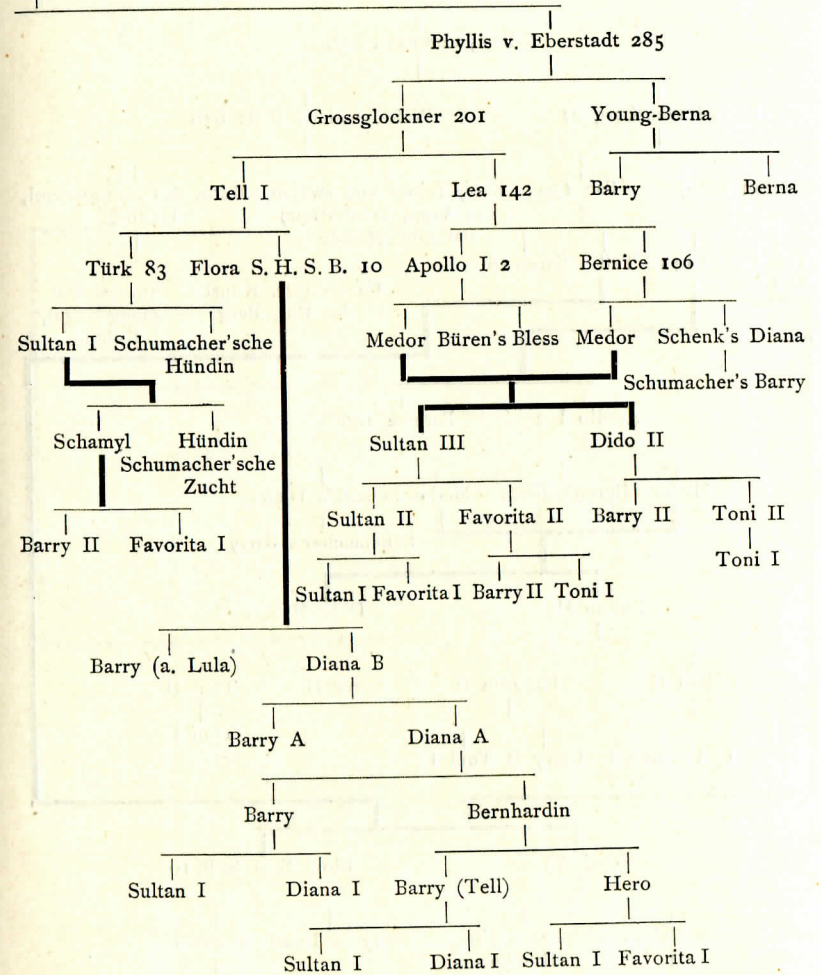 Phyllis v. Eberstadt 285
Grossglockner 201 Young-Berna
Tell I Lea 142 Barry Berna
Türk 83 Flora S. H. S. B. 10 Apollo I 2 Bernice 106
Sultan I Schumacher'sche Hündin Medor Büren's Bless Medor Schenk's Diana
Schumacher's Barry
Schamyl Hündin Schumacher'sche Zucht Sultan III Dido II
Barry II Favorita I Sultan II Favorita II Barry II Toni II
Toni I
Sultan I Favorita I Barry II Toni I
Barry (a. Lula) Diana B
Barry A Diana A
Barry Bernhardin
Sultan I Diana I Barry (Tell) Hero
Sultan I Diana I Sultan I Favorita I